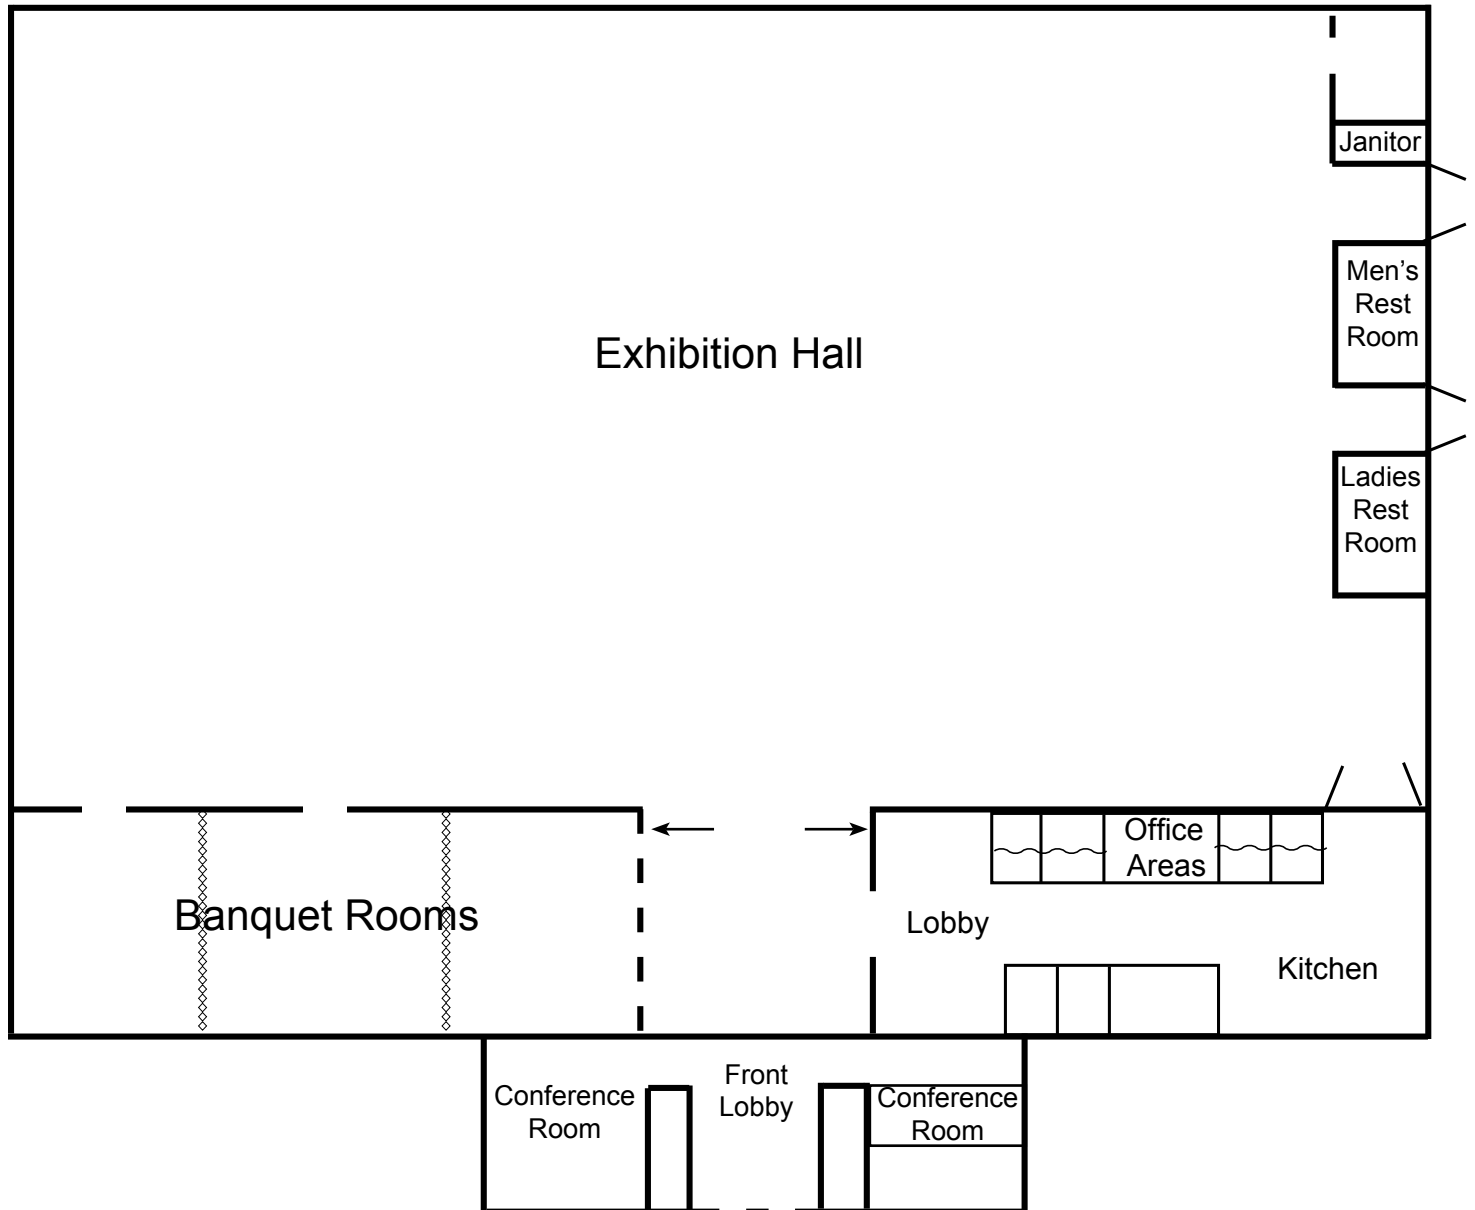 Janitor
Men’s
Rest
Room
Exhibition Hall
Ladies
Rest
Room
Office
Areas
Banquet Rooms
Lobby
Kitchen
Front
Lobby
Conference
Room
Conference
Room